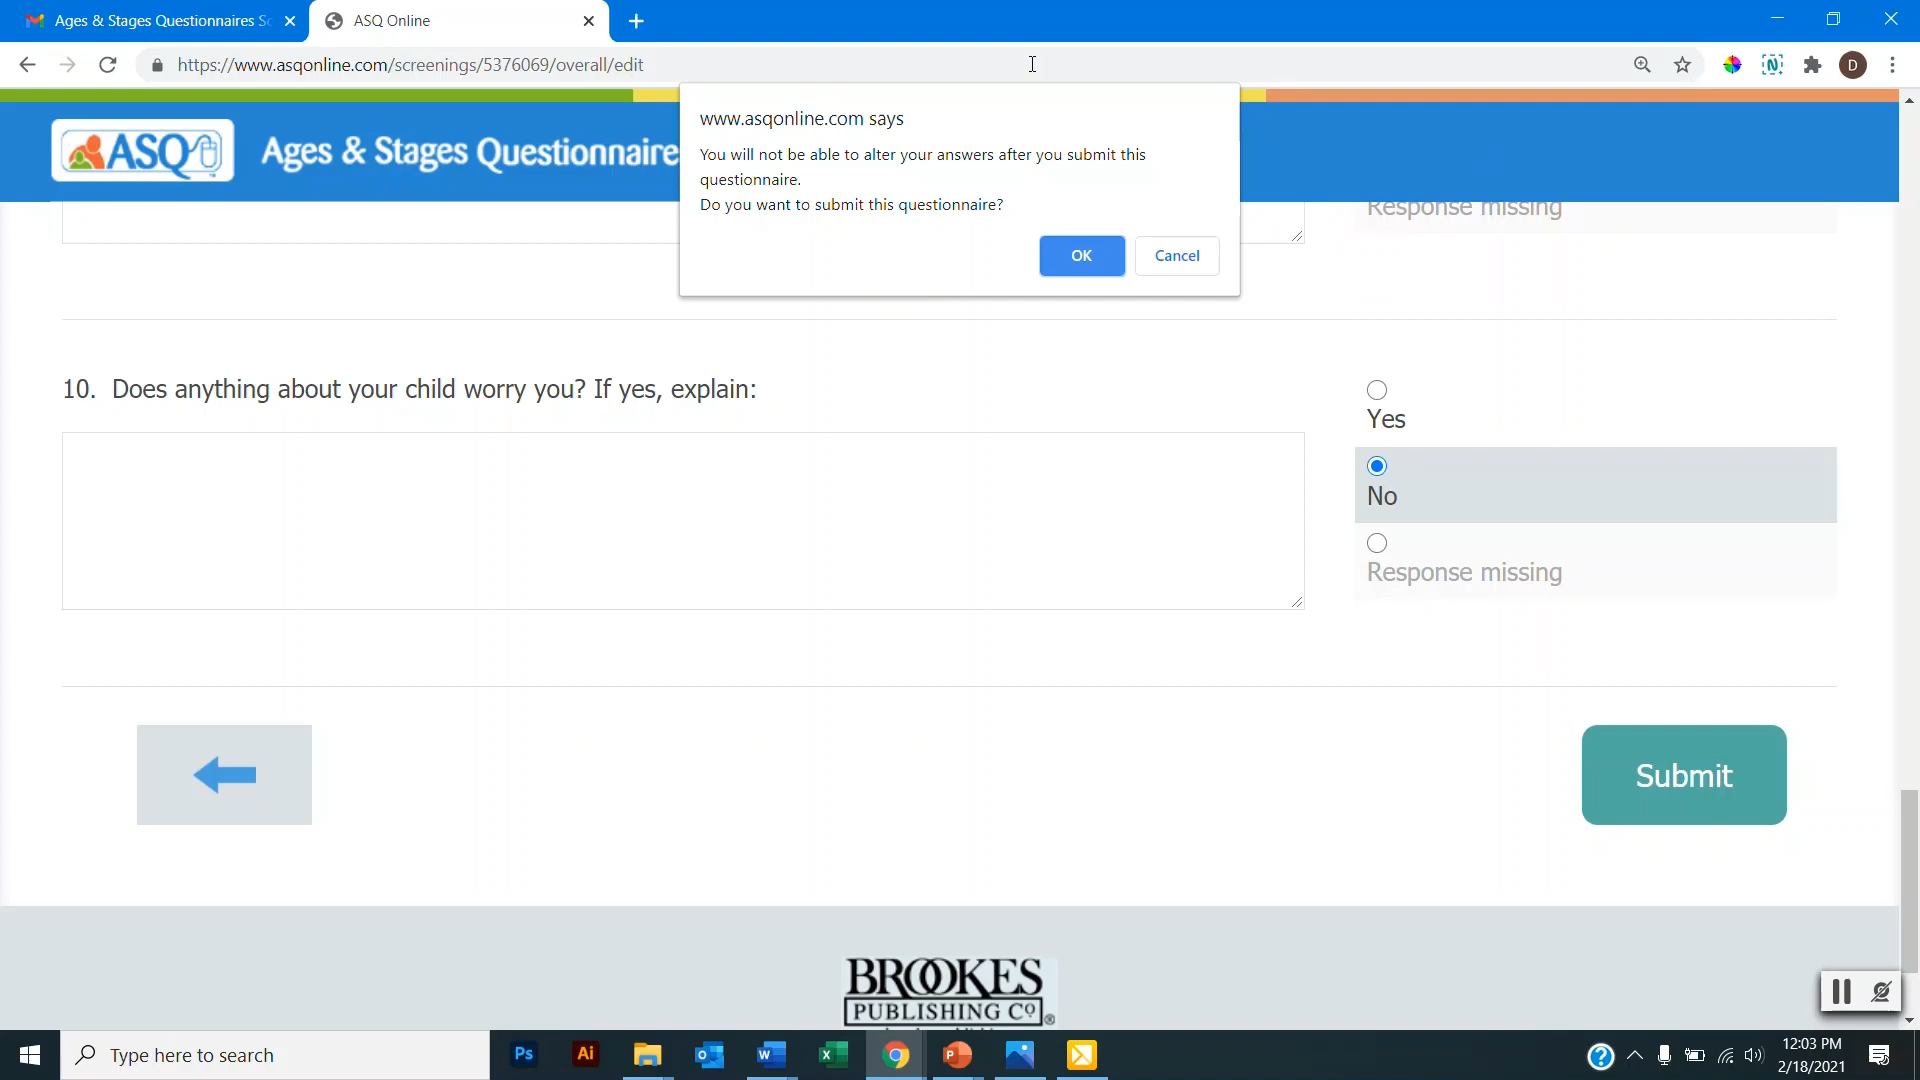 Ages & Stages Questionnaires Sc
ASQ Online
https://www.asqonline.com/screenings/5376069/overall/edit
D
ASQ
Ages & Stages Questionnaire
www.asqonline.com says
You will not be able to alter your answers after you submit this
questionnaire.
Do you want to submit this questionnaire?
OK
Cancel
Response missing
10. Does anything about your child worry you? If yes, explain:
Yes
No
Response missing
Submit
BROOKES
PUBLISHING CO
®
Type here to search
Ps
Ai
12:03 PM
2/18/2021